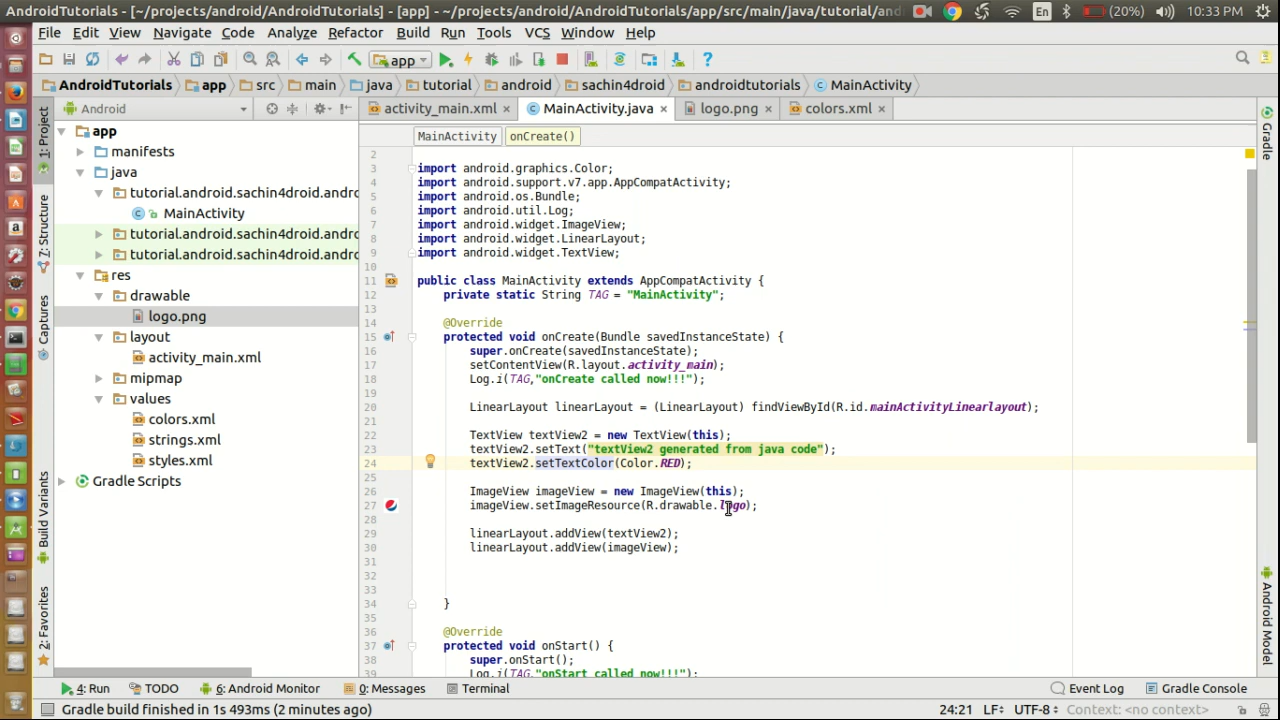 AndroidTutorials - [~/projects/android/AndroidTutorials] - [app] - ~/projects/android/AndroidTutorials/app/src/main/java/tutorial/and
En (20%) 10:33 PM
File Edit View Navigate Code Analyze Refactor Build Run Tools VCS Window Help
app
AndroidTutorials app src main java tutorial android sachin4droid androidtutorials MainActivity
Android
activity_main.xml MainActivity.java logo.png colors.xml
MainActivity onCreate()
1: Project
7: Structure
Captures
Build Variants
2: Favorites
app
manifests
java
tutorial.android.sachin4droid.andro
MainActivity
tutorial.android.sachin4droid.andro
tutorial.android.sachin4droid.andro
res
drawable
logo.png
layout
activity_main.xml
mipmap
values
colors.xml
strings.xml
styles.xml
Gradle Scripts
2
3 import android.graphics.Color;
4 import android.support.v7.app.AppCompatActivity;
5 import android.os.Bundle;
6 import android.util.Log;
7 import android.widget.ImageView;
8 import android.widget.LinearLayout;
9 import android.widget.TextView;
10
11 public class MainActivity extends AppCompatActivity {
12 private static String TAG = "MainActivity";
13
14 @Override
15 protected void onCreate(Bundle savedInstanceState) {
16 super.onCreate(savedInstanceState);
17 setContentView(R.layout.activity_main);
18 Log.i(TAG,"onCreate called now!!!");
19
20 LinearLayout linearLayout = (LinearLayout) findViewById(R.id.mainActivityLinearlayout);
21
22 TextView textView2 = new TextView(this);
23 textView2.setText("textView2 generated from java code");
24 textView2.setTextColor(Color.RED);
25
26 ImageView imageView = new ImageView(this);
27 imageView.setImageResource(R.drawable.logo);
28
29 linearLayout.addView(textView2);
30 linearLayout.addView(imageView);
31
32
33
34 }
35
36 @Override
37 protected void onStart() {
38 super.onStart();
39 Log.i(TAG,"onStart called now!!!");
Gradle
Android Model
4: Run TODO 6: Android Monitor 0: Messages Terminal Event Log Gradle Console
Gradle build finished in 1s 493ms (2 minutes ago) 24:21 LF÷ UTF-8÷ Context: <no context>